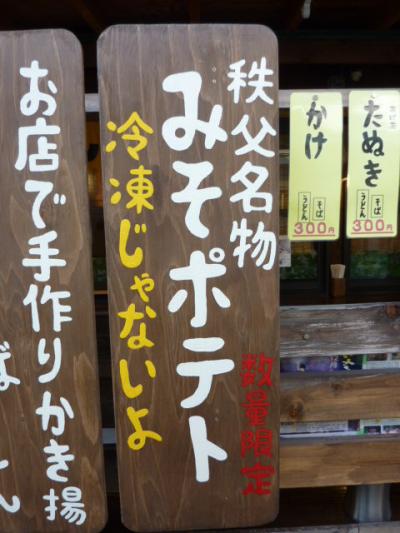 たぬき
そば
うどん
300円
かけ
そば
うどん
300円
秩父名物
みそポテト
数量限定
冷凍じゃないよ
お店で手作りかき揚